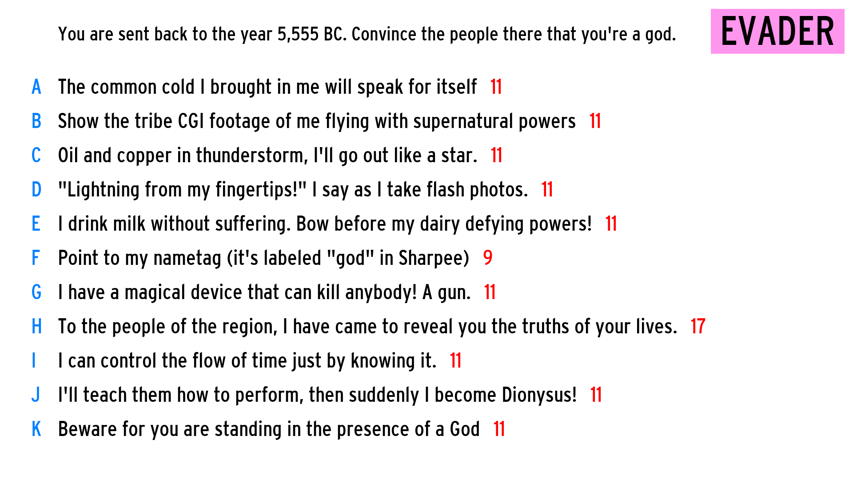 You are sent back to the year 5,555 BC. Convince the people there that you're a god.
EVADER
A The common cold I brought in me will speak for itself 11
B Show the tribe CGI footage of me flying with supernatural powers 11
C Oil and copper in thunderstorm, I'll go out like a star. 11
D "Lightning from my fingertips!" I say as I take flash photos. 11
E I drink milk without suffering. Bow before my dairy defying powers! 11
F Point to my nametag (it's labeled "god" in Sharpee) 9
G I have a magical device that can kill anybody! A gun. 11
H To the people of the region, I have came to reveal you the truths of your lives. 17
I I can control the flow of time just by knowing it. 11
J I'll teach them how to perform, then suddenly I become Dionysus! 11
K Beware for you are standing in the presence of a God 11